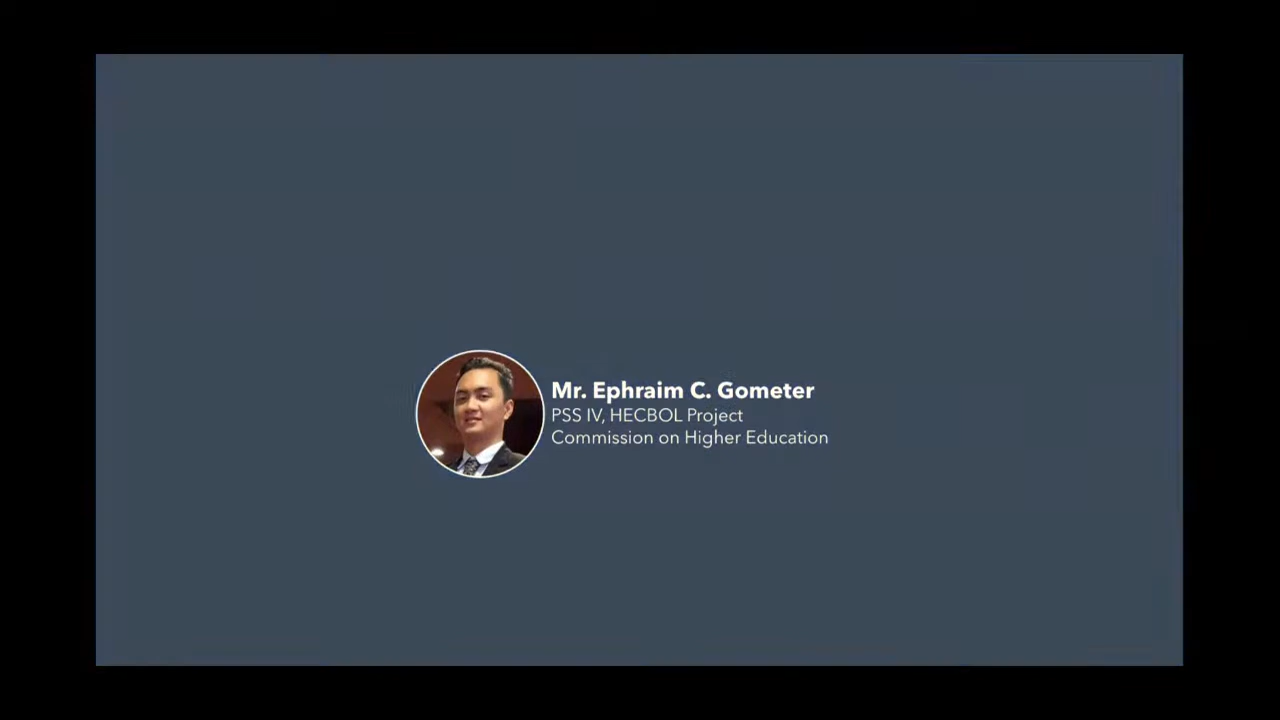 Mr. Ephraim C. Gometer
PSS IV, HECBOL Project
Commission on Higher Education